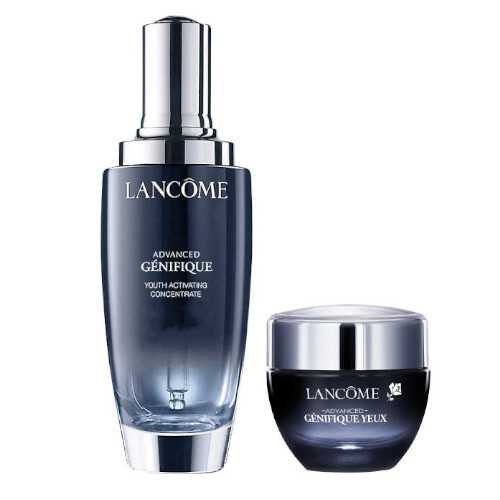 LANCÔME
ADVANCED
GÉNIFIQUE
YOUTH ACTIVATING
CONCENTRATE
LANCÔME
-ADVANCED-
GÉNIFIQUE YEUX